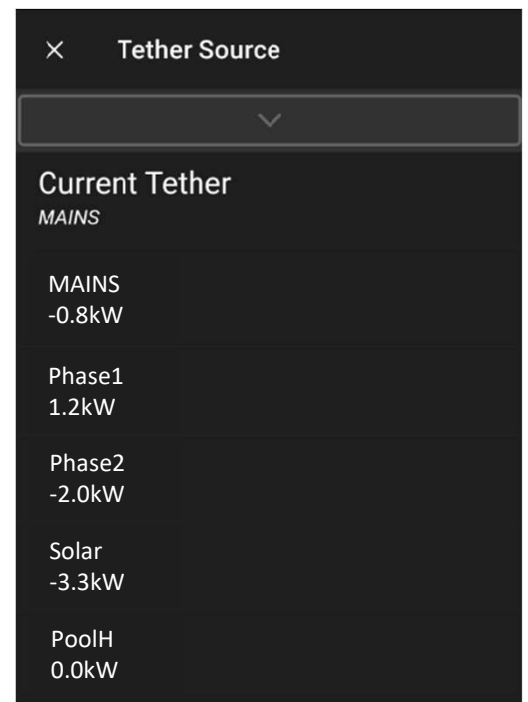 Tether Source
Current Tether
MAINS
MAINS
-0.8kW
Phase1
1.2kW
Phase2
-2.0kW
Solar
-3.3kW
PoolH
0.0kW